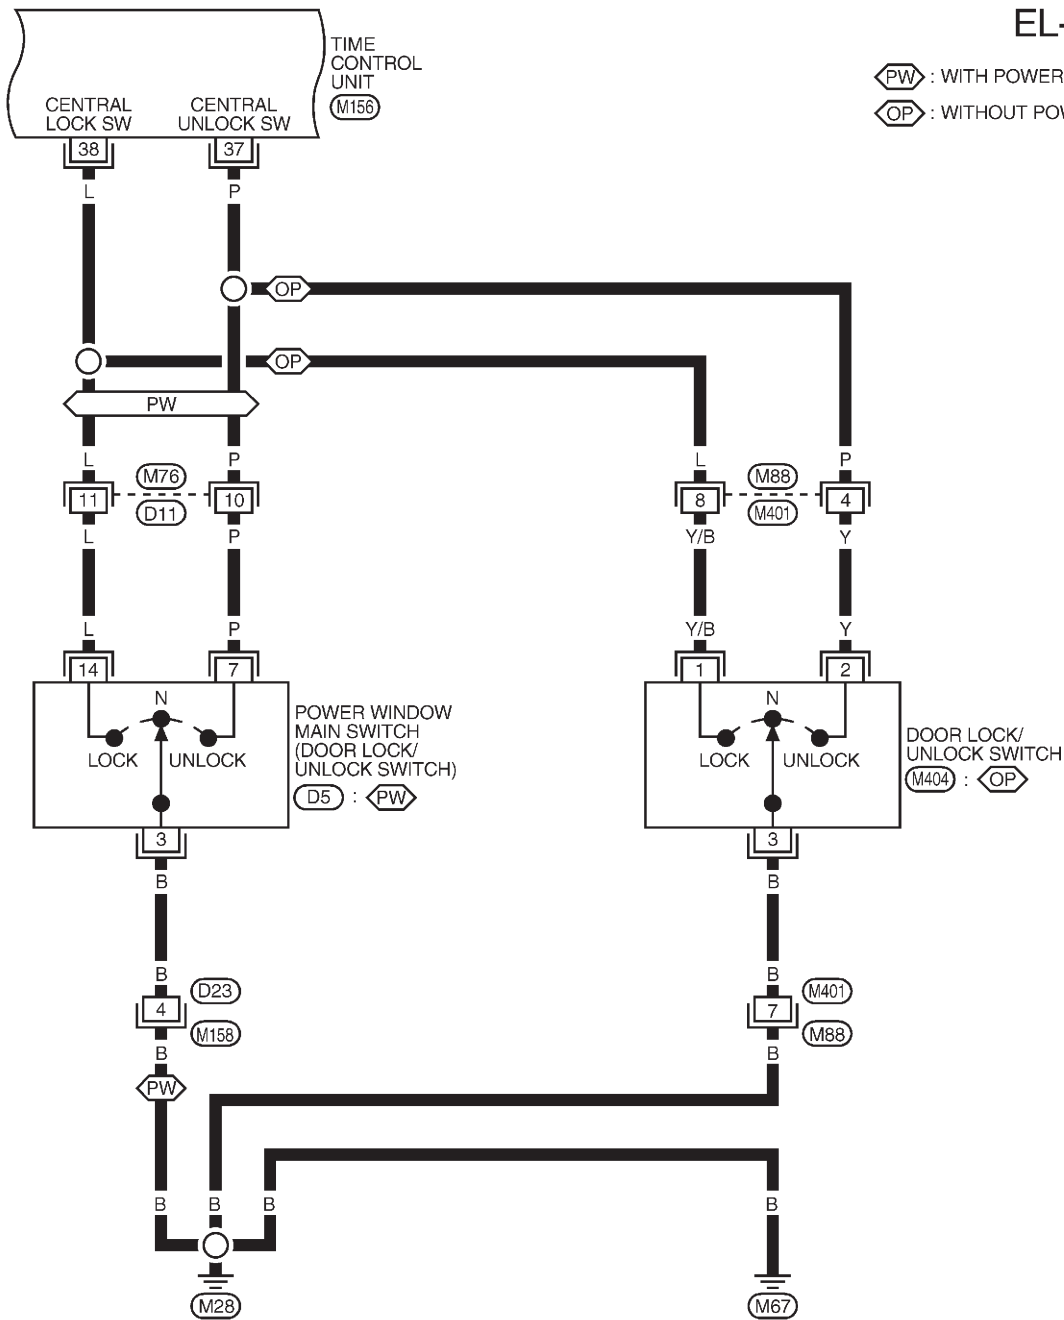 EL-
PW : WITH POWER
OP : WITHOUT POW
TIME
CONTROL
UNIT
M156
CENTRAL
LOCK SW
CENTRAL
UNLOCK SW
38
37
L
P
OP
OP
PW
L
P
L
P
11
M76
D11
10
8
M88
M401
4
L
P
Y/B
Y
L
P
Y/B
Y
14
7
1
2
N
LOCK
UNLOCK
POWER WINDOW
MAIN SWITCH
(DOOR LOCK/
UNLOCK SWITCH)
D5 : PW
N
LOCK
UNLOCK
DOOR LOCK/
UNLOCK SWITCH
M404 : OP
3
3
B
B
B
B
4
D23
M158
7
M401
M88
B
B
PW
B
B
B
B
M28
M67